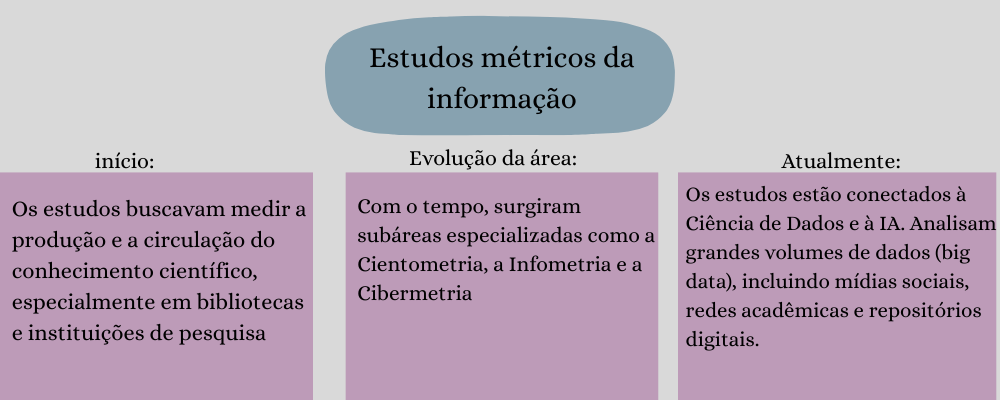 Estudos métricos da
informação
início:
Os estudos buscavam medir a
produção e a circulação do
conhecimento científico,
especialmente em bibliotecas
e instituições de pesquisa
Evolução da área:
Com o tempo, surgiram
subáreas especializadas como a
Cientometria, a Infometria e a
Cibermetria
Atualmente:
Os estudos estão conectados à
Ciência de Dados e à IA. Analisam
grandes volumes de dados (big
data), incluindo mídias sociais,
redes acadêmicas e repositórios
digitais.